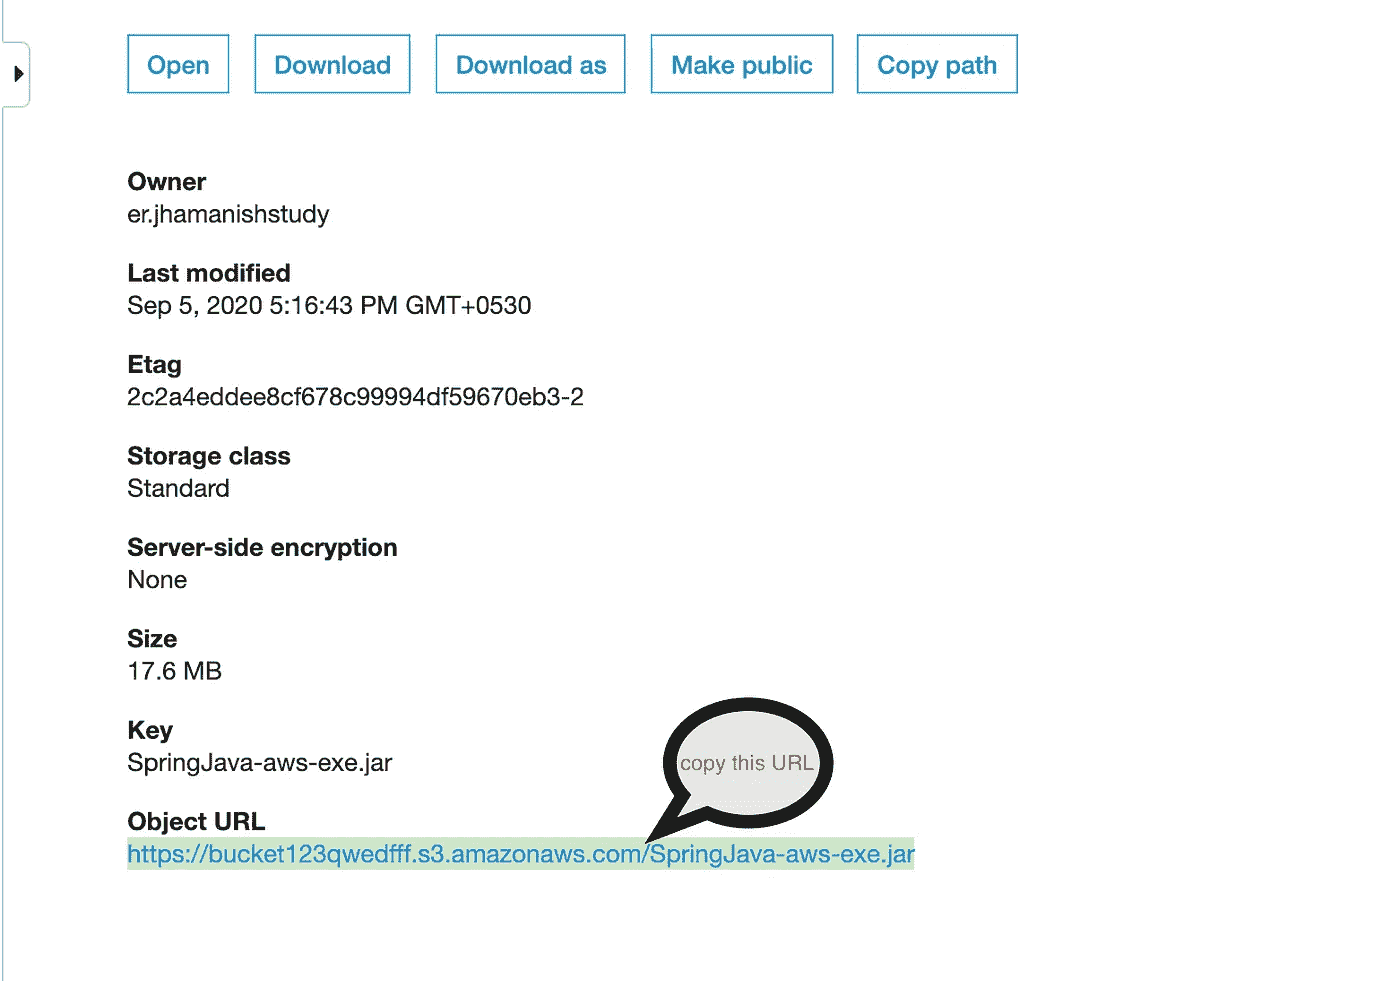 Open Download Download as Make public Copy path
Owner
er.jhamanishstudy
Last modified
Sep 5, 2020 5:16:43 PM GMT+0530
Etag
2c2a4eddee8cf678c99994df59670eb3-2
Storage class
Standard
Server-side encryption
None
Size
17.6 MB
Key
SpringJava-aws-exe.jar
copy this URL
Object URL
https://bucket123qwedfff.s3.amazonaws.com/SpringJava-aws-exe.jar